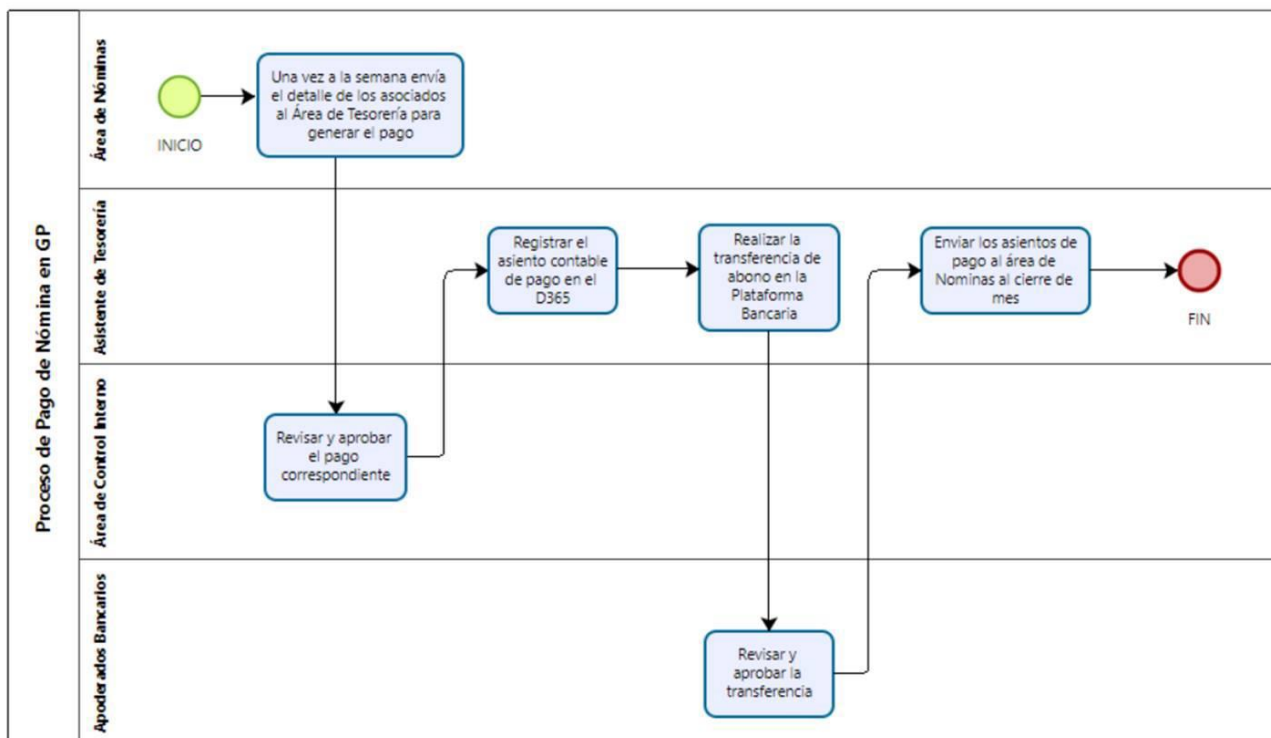 Proceso de Pago de Nómina en GP
Área de Nóminas
INICIO
Una vez a la semana envía
el detalle de los asociados
al Área de Tesorería para
generar el pago
Asistente de Tesorería
Registrar el
asiento contable
de pago en el
D365
Realizar la
transferencia de
abono en la
Plataforma
Bancaria
Enviar los asientos de
pago al área de
Nominas al cierre de
mes
FIN
Área de Control Interno
Revisar y aprobar
el pago
correspondiente
Apoderados Bancarios
Revisar y
aprobar la
transferencia